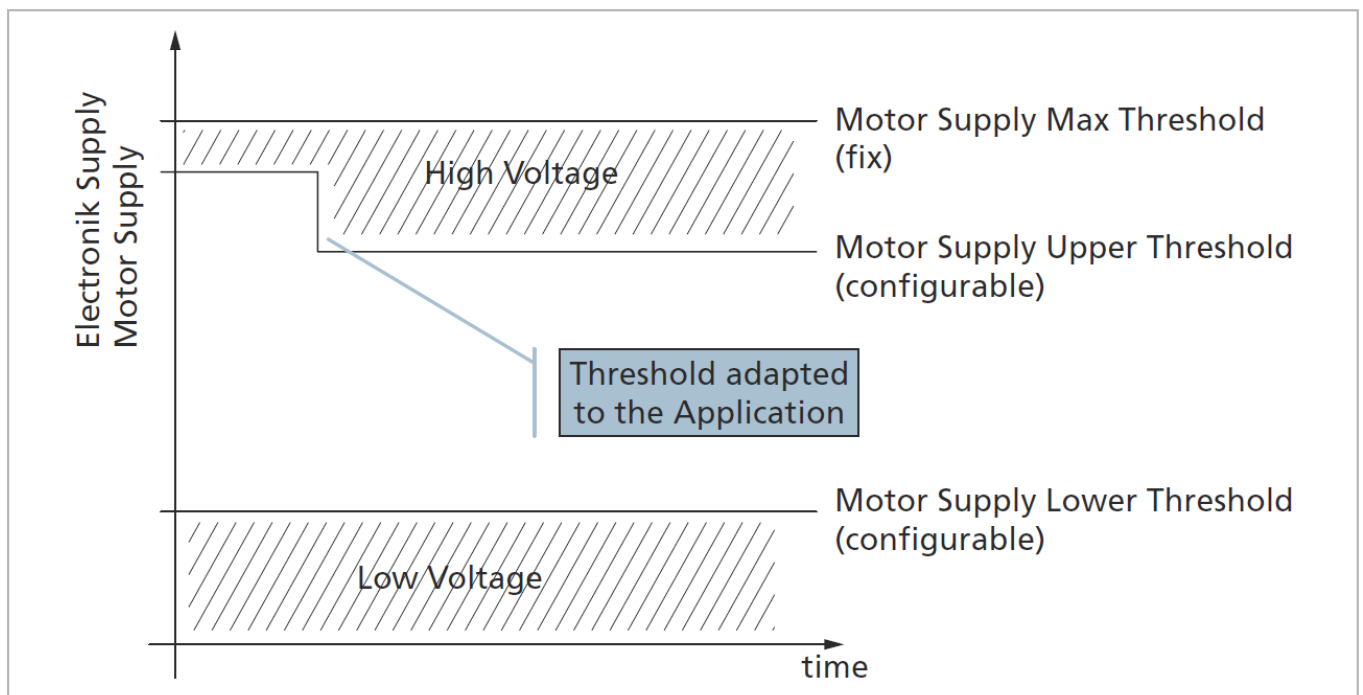 Electronik Supply
Motor Supply
Motor Supply Max Threshold
(fix)
High Voltage
Motor Supply Upper Threshold
(configurable)
Threshold adapted
to the Application
Motor Supply Lower Threshold
(configurable)
Low Voltage
time